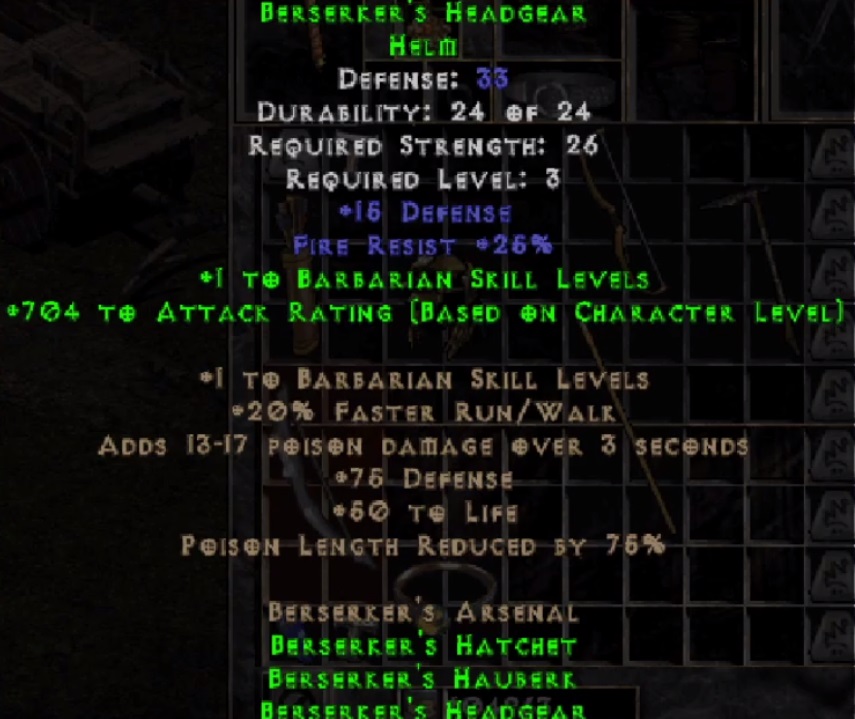 Berserker's Headgear
Helm
Defense: 33
Durability: 24 of 24
Required Strength: 26
Required Level: 3
+15 Defense
Fire Resist +25%
+1 to Barbarian Skill Levels
+704 to Attack Rating (Based on Character Level)
+1 to Barbarian Skill Levels
+20% Faster Run/Walk
Adds 13-17 poison damage over 3 seconds
+75 Defense
+50 to Life
Poison Length Reduced by 75%
Berserker's Arsenal
Berserker's Hatchet
Berserker's Hauberk
Berserker's Headgear